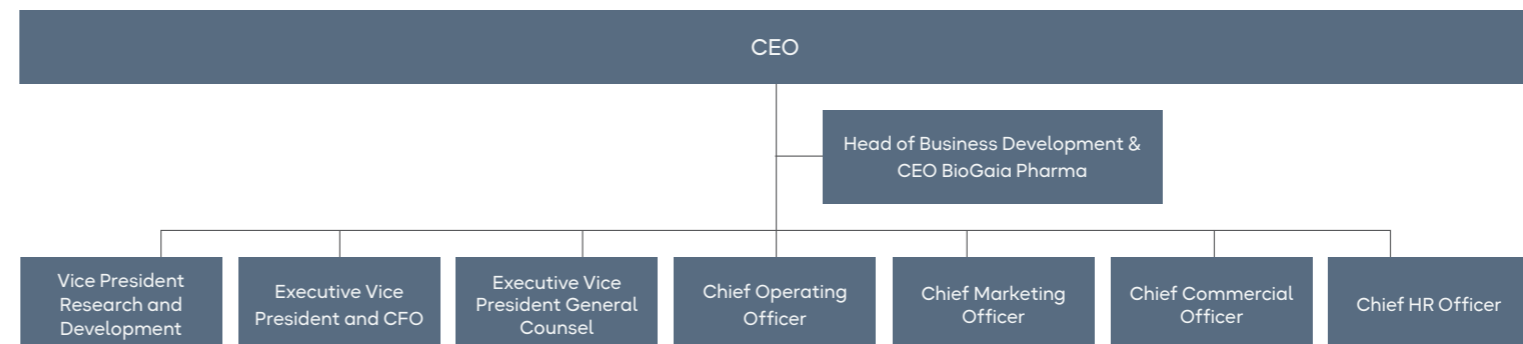 CEO
Head of Business Development &
CEO BioGaia Pharma
Vice President
Research and
Development
Executive Vice
President and CFO
Executive Vice
President General
Counsel
Chief Operating
Officer
Chief Marketing
Officer
Chief Commercial
Officer
Chief HR Officer